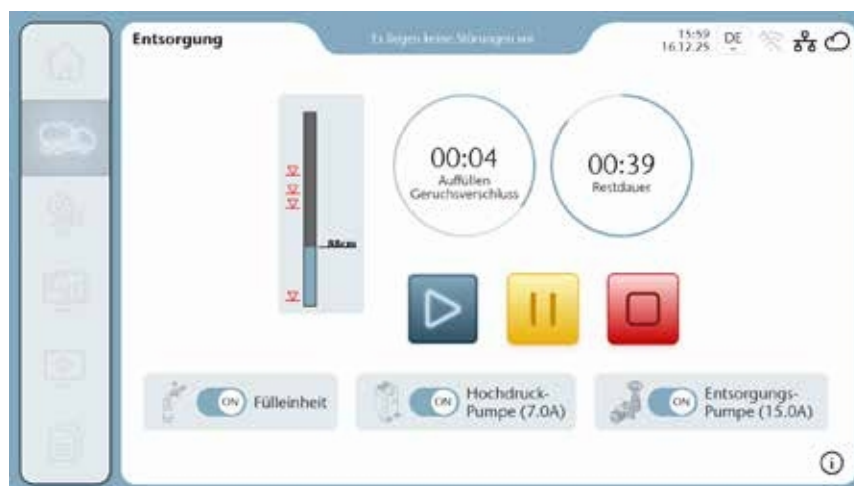 Entsorgung
Es liegen keine Störungen vor
15:59
16.12.25
DE
00:04
Auffüllen
Geruchsverschluss
00:39
Restdauer
88cm
ON
Fülleinheit
ON
Hochdruck-
Pumpe (7.0A)
ON
Entsorgungs-
Pumpe (15.0A)